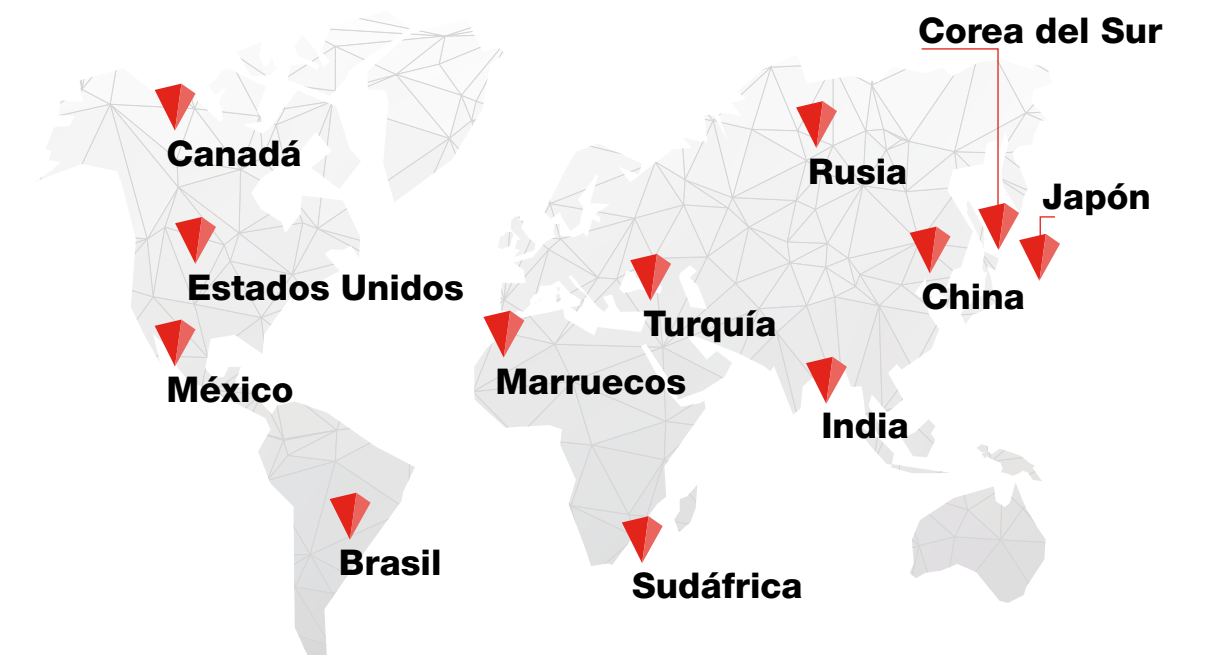 Corea del Sur
Canadá
Rusia
Japón
Estados Unidos
China
Turquía
México
Marruecos
India
Brasil
Sudáfrica